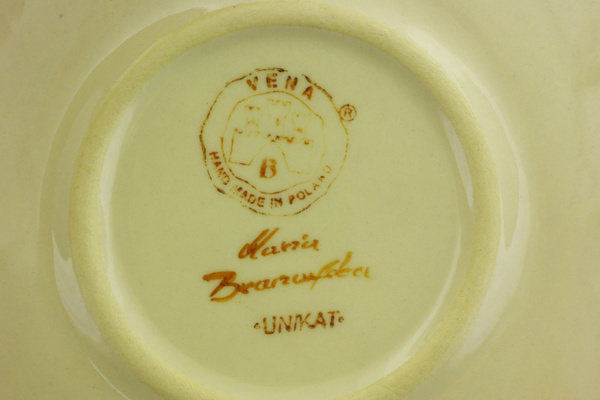 VENA
®
B
HAND MADE IN POLAND
Maria
·UNIKAT·